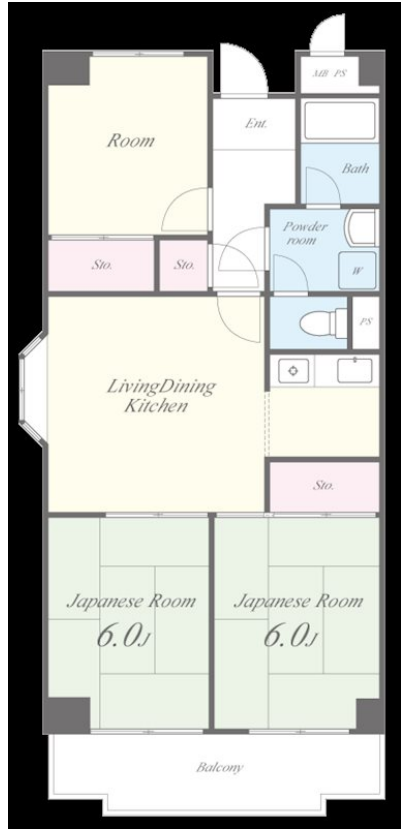 MB PS
Ent.
Room
Bath
Powder
room
Sto.
Sto.
W
PS
LivingDining
Kitchen
Sto.
Japanese Room
6.0J
Japanese Room
6.0J
Balcony